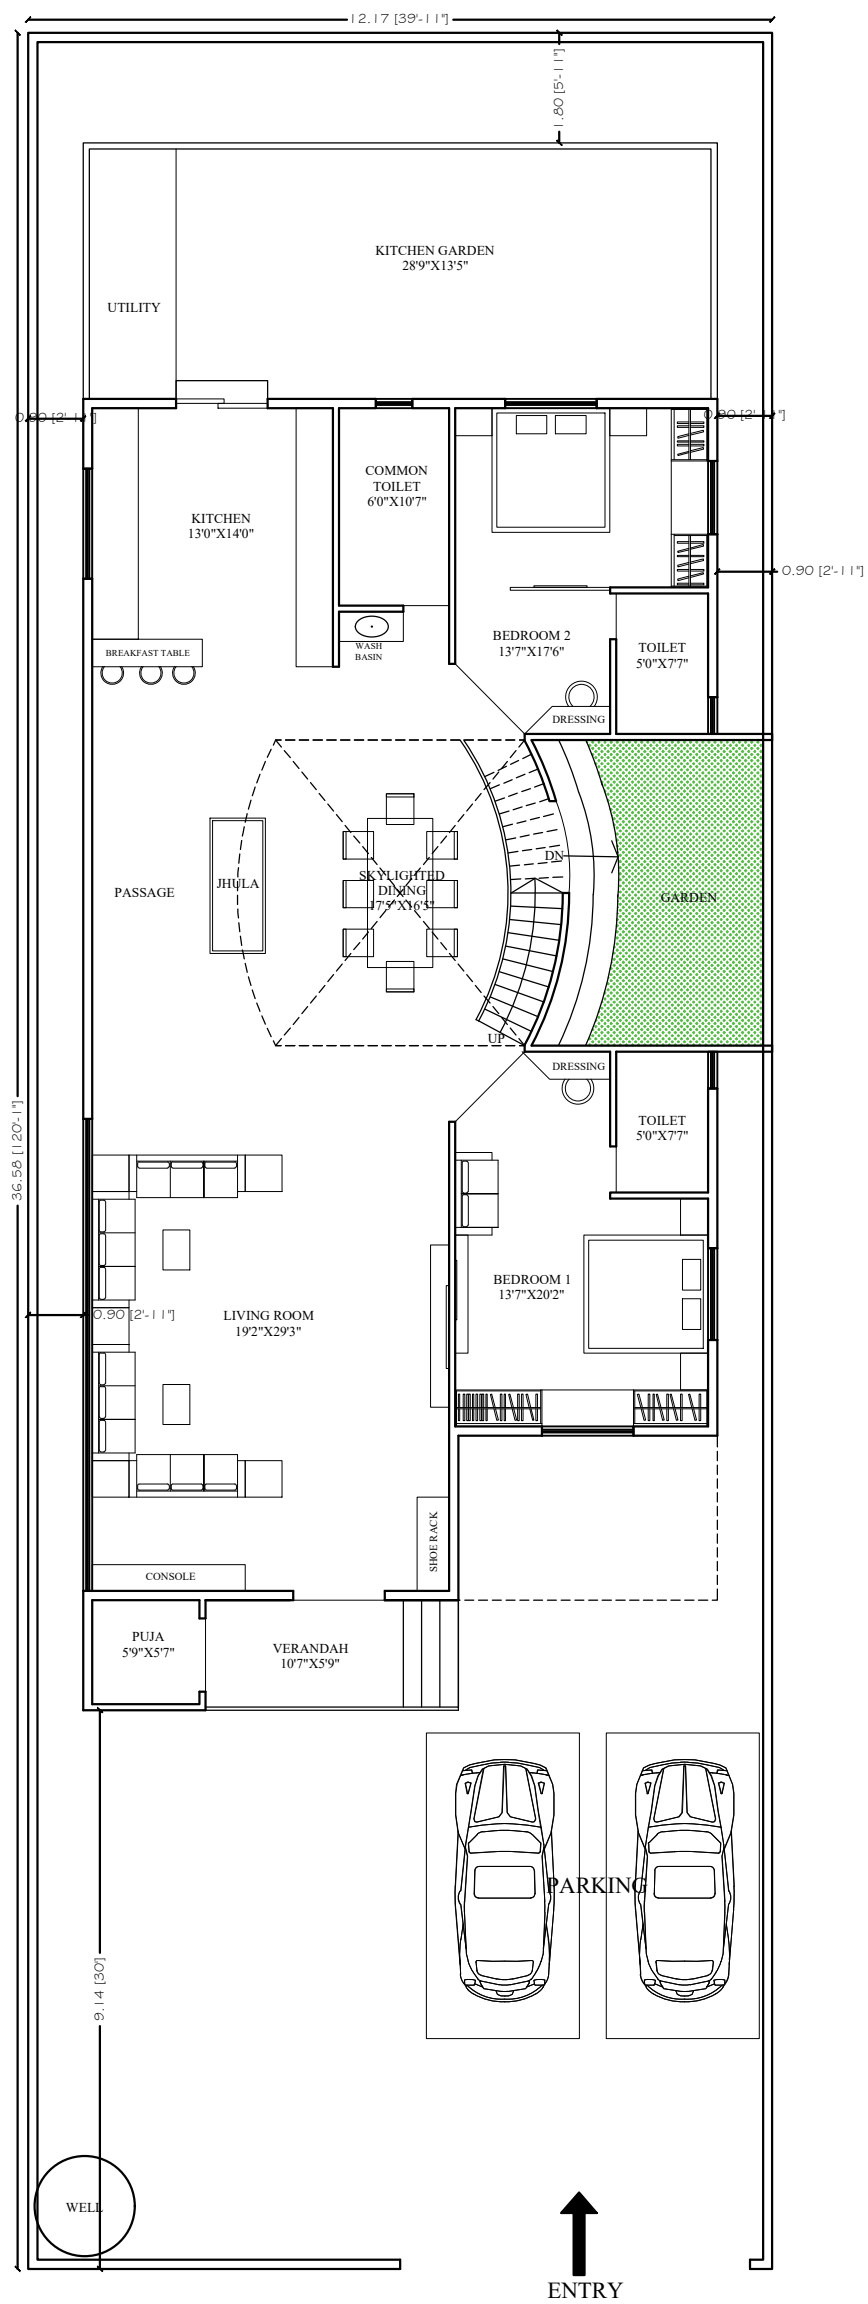 12.17 [39'-11"]
1.80 [5'-11"]
KITCHEN GARDEN
28'9"X13'5"
UTILITY
0.90 [2'-11"]
0.90 [2'-11"]
COMMON
TOILET
6'0"X10'7"
KITCHEN
13'0"X14'0"
0.90 [2'-11"]
BEDROOM 2
13'7"X17'6"
TOILET
5'0"X7'7"
WASH
BASIN
BREAKFAST TABLE
DRESSING
DN
JHULA
SKYLIGHTED
DINING
17'5"X16'5"
PASSAGE
GARDEN
UP
DRESSING
TOILET
5'0"X7'7"
36.58 [120'-1"]
BEDROOM 1
13'7"X20'2"
0.90 [2'-11"]
LIVING ROOM
19'2"X29'3"
SHOE RACK
CONSOLE
PUJA
5'9"X5'7"
VERANDAH
10'7"X5'9"
PARKING
9.14 [30']
WELL
ENTRY